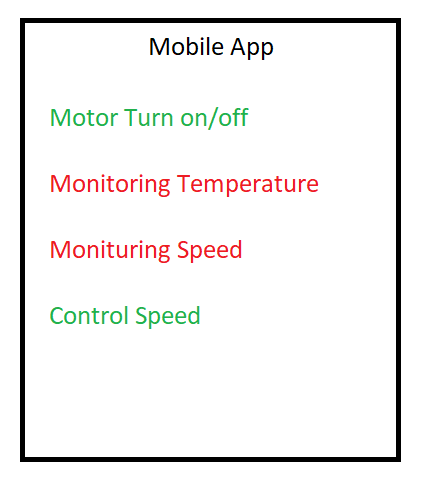 Mobile App
Motor Turn on/off
Monitoring Temperature
Monituring Speed
Control Speed